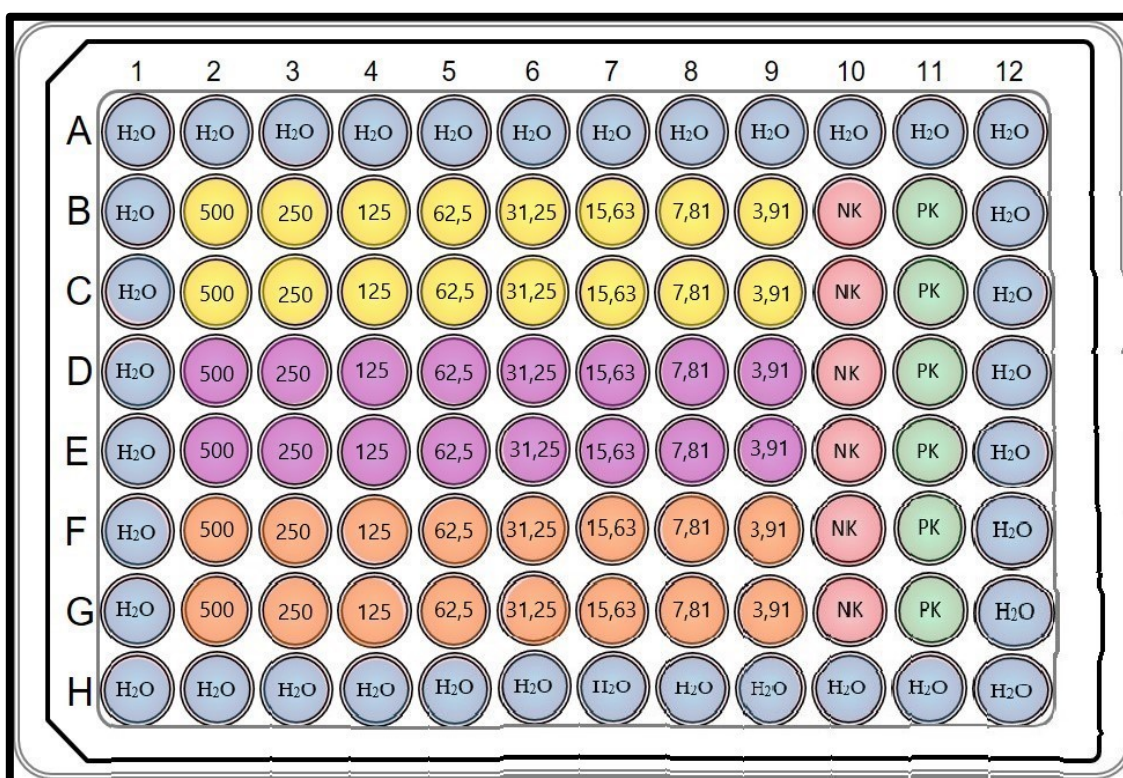 1 2 3 4 5 6 7 8 9 10 11 12
A H₂O H₂O H₂O H₂O H₂O H₂O H₂O H₂O H₂O H₂O H₂O H₂O
B H₂O 500 250 125 62,5 31,25 15,63 7,81 3,91 NK PK H₂O
C H₂O 500 250 125 62,5 31,25 15,63 7,81 3,91 NK PK H₂O
D H₂O 500 250 125 62,5 31,25 15,63 7,81 3,91 NK PK H₂O
E H₂O 500 250 125 62,5 31,25 15,63 7,81 3,91 NK PK H₂O
F H₂O 500 250 125 62,5 31,25 15,63 7,81 3,91 NK PK H₂O
G H₂O 500 250 125 62,5 31,25 15,63 7,81 3,91 NK PK H₂O
H H₂O H₂O H₂O H₂O H₂O H₂O H₂O H₂O H₂O H₂O H₂O H₂O